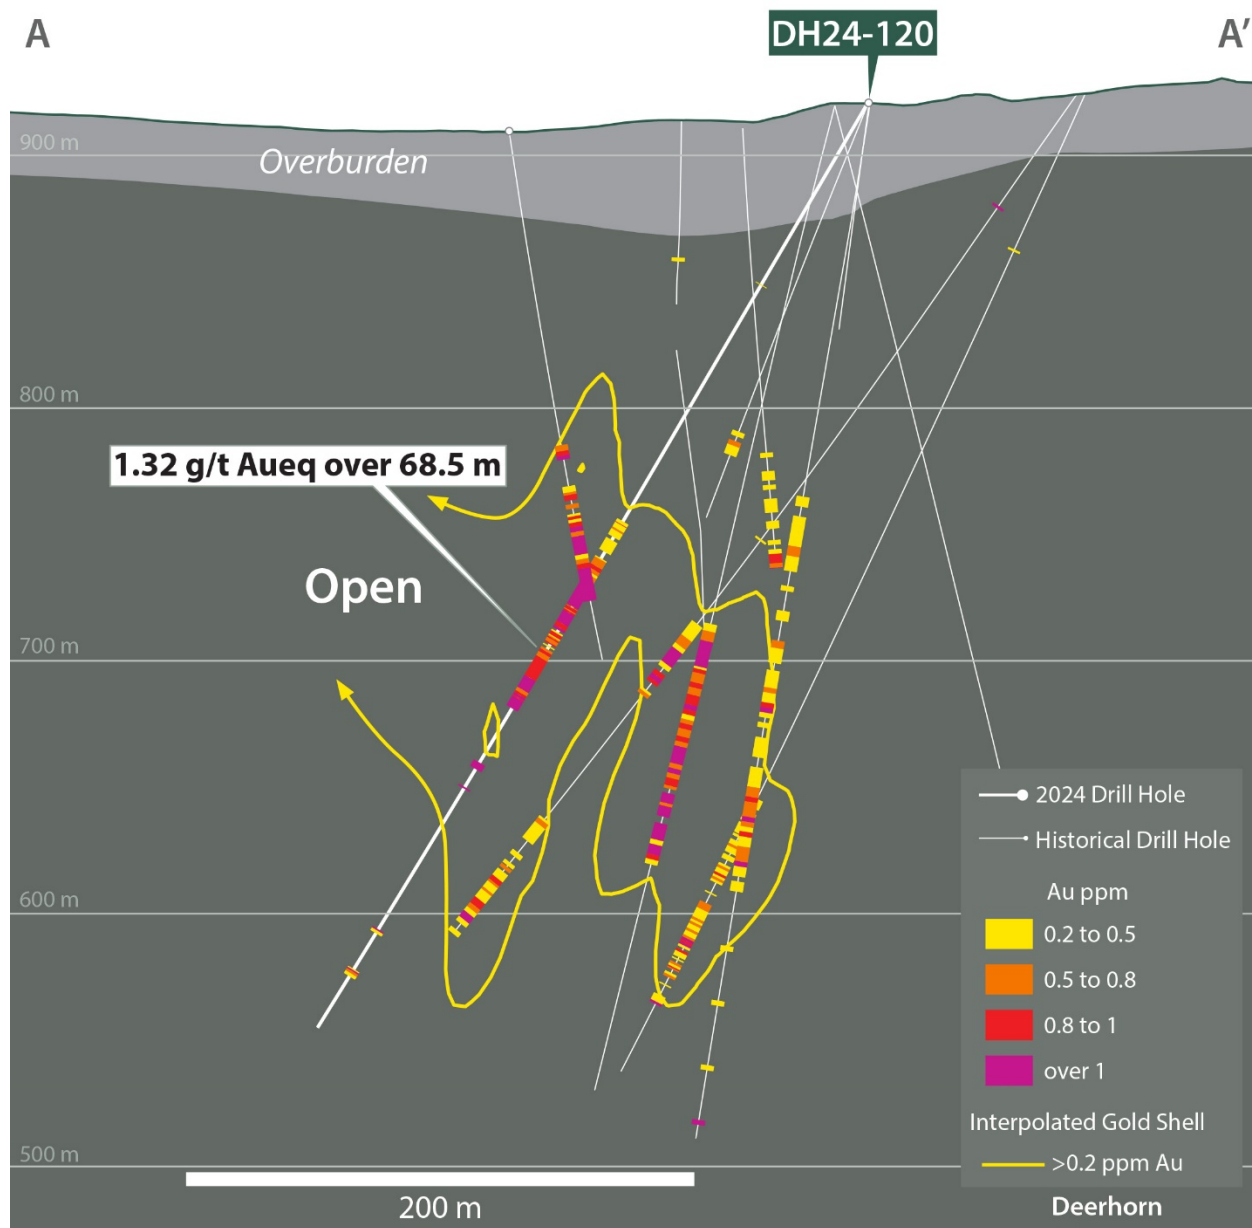 A
DH24-120
A’
900 m
Overburden
800 m
1.32 g/t Aueq over 68.5 m
Open
700 m
2024 Drill Hole
Historical Drill Hole
Au ppm
600 m
0.2 to 0.5
0.5 to 0.8
0.8 to 1
over 1
Interpolated Gold Shell
500 m
>0.2 ppm Au
200 m
Deerhorn